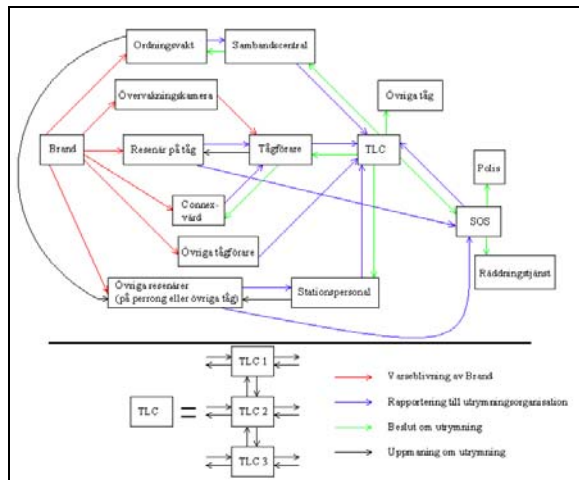 Ordningsvakt
Sambandscentral
Övervakningskamera
Övriga tåg
Brand
Resenär på tåg
Tågförare
TLC
Polis
Connex-
värd
SOS
Övriga tågförare
Räddningstjänst
Övriga resenärer
(på perrong eller övriga tåg)
Stationspersonal
TLC 1
Varseblivning av Brand
Rapportering till utrymningsorganisation
TLC
=
TLC 2
Beslut om utrymning
Uppmaning om utrymning
TLC 3